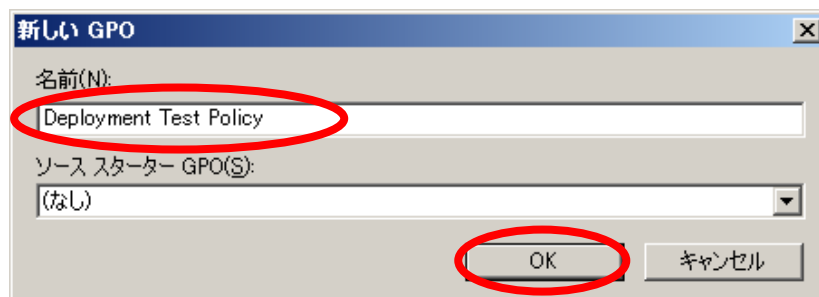 新しい GPO
名前(N):
Deployment Test Policy
ソース スターター GPO(S):
(なし)
OK キャンセル